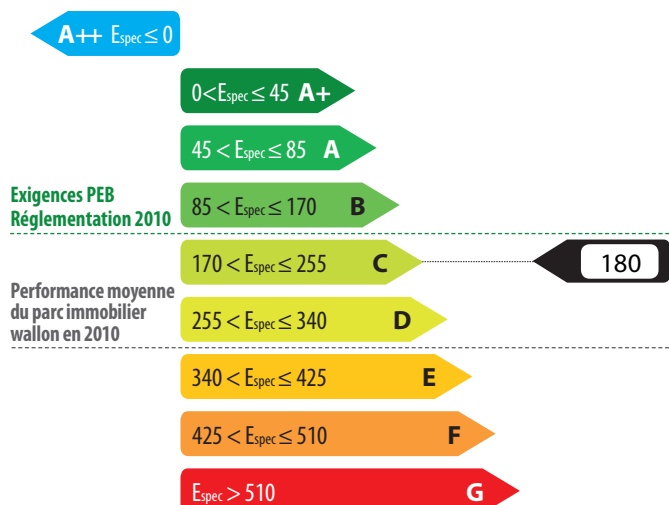 A++ Espec ≤ 0
0<Espec ≤ 45 A+
45 < Espec ≤ 85 A
Exigences PEB
Réglementation 2010
85 < Espec ≤ 170 B
170 < Espec ≤ 255 C
180
Performance moyenne
du parc immobilier
wallon en 2010
255 < Espec ≤ 340 D
340 < Espec ≤ 425 E
425 < Espec ≤ 510 F
Espec > 510 G